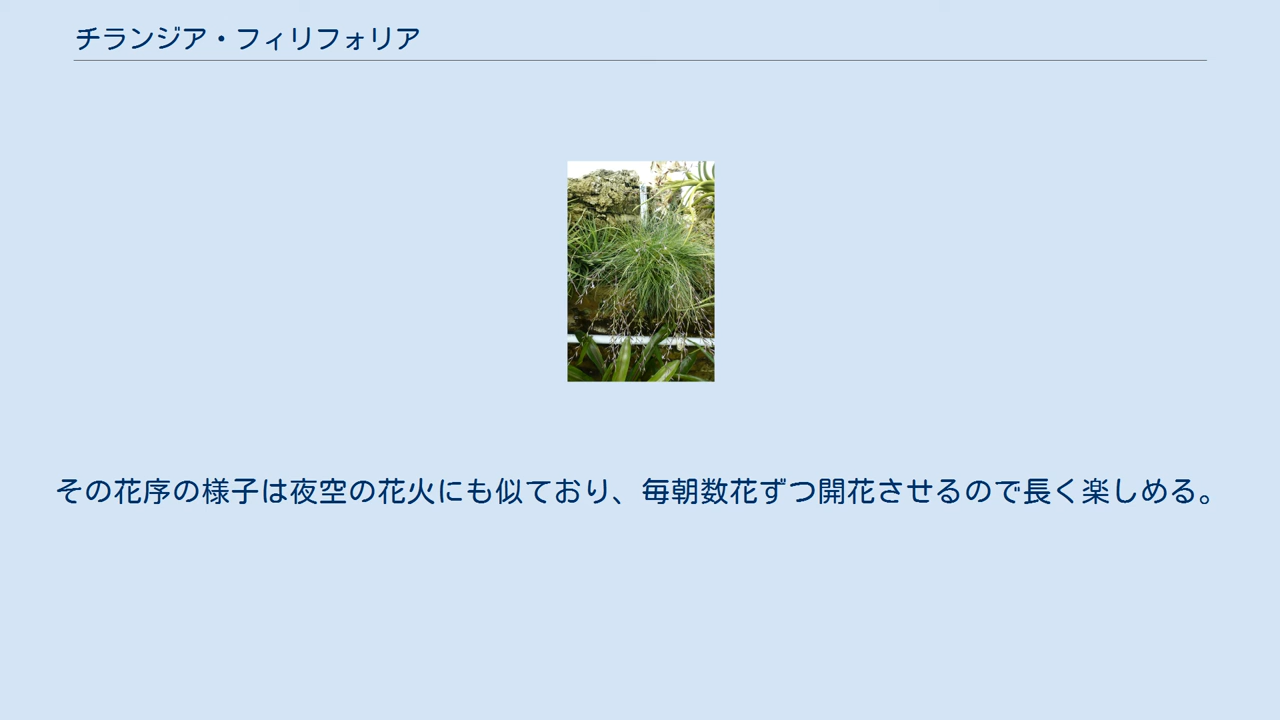 チランジア・フィリフォリア
その花序の様子は夜空の花火にも似ており、毎朝数花ずつ開花させるので長く楽しめる。